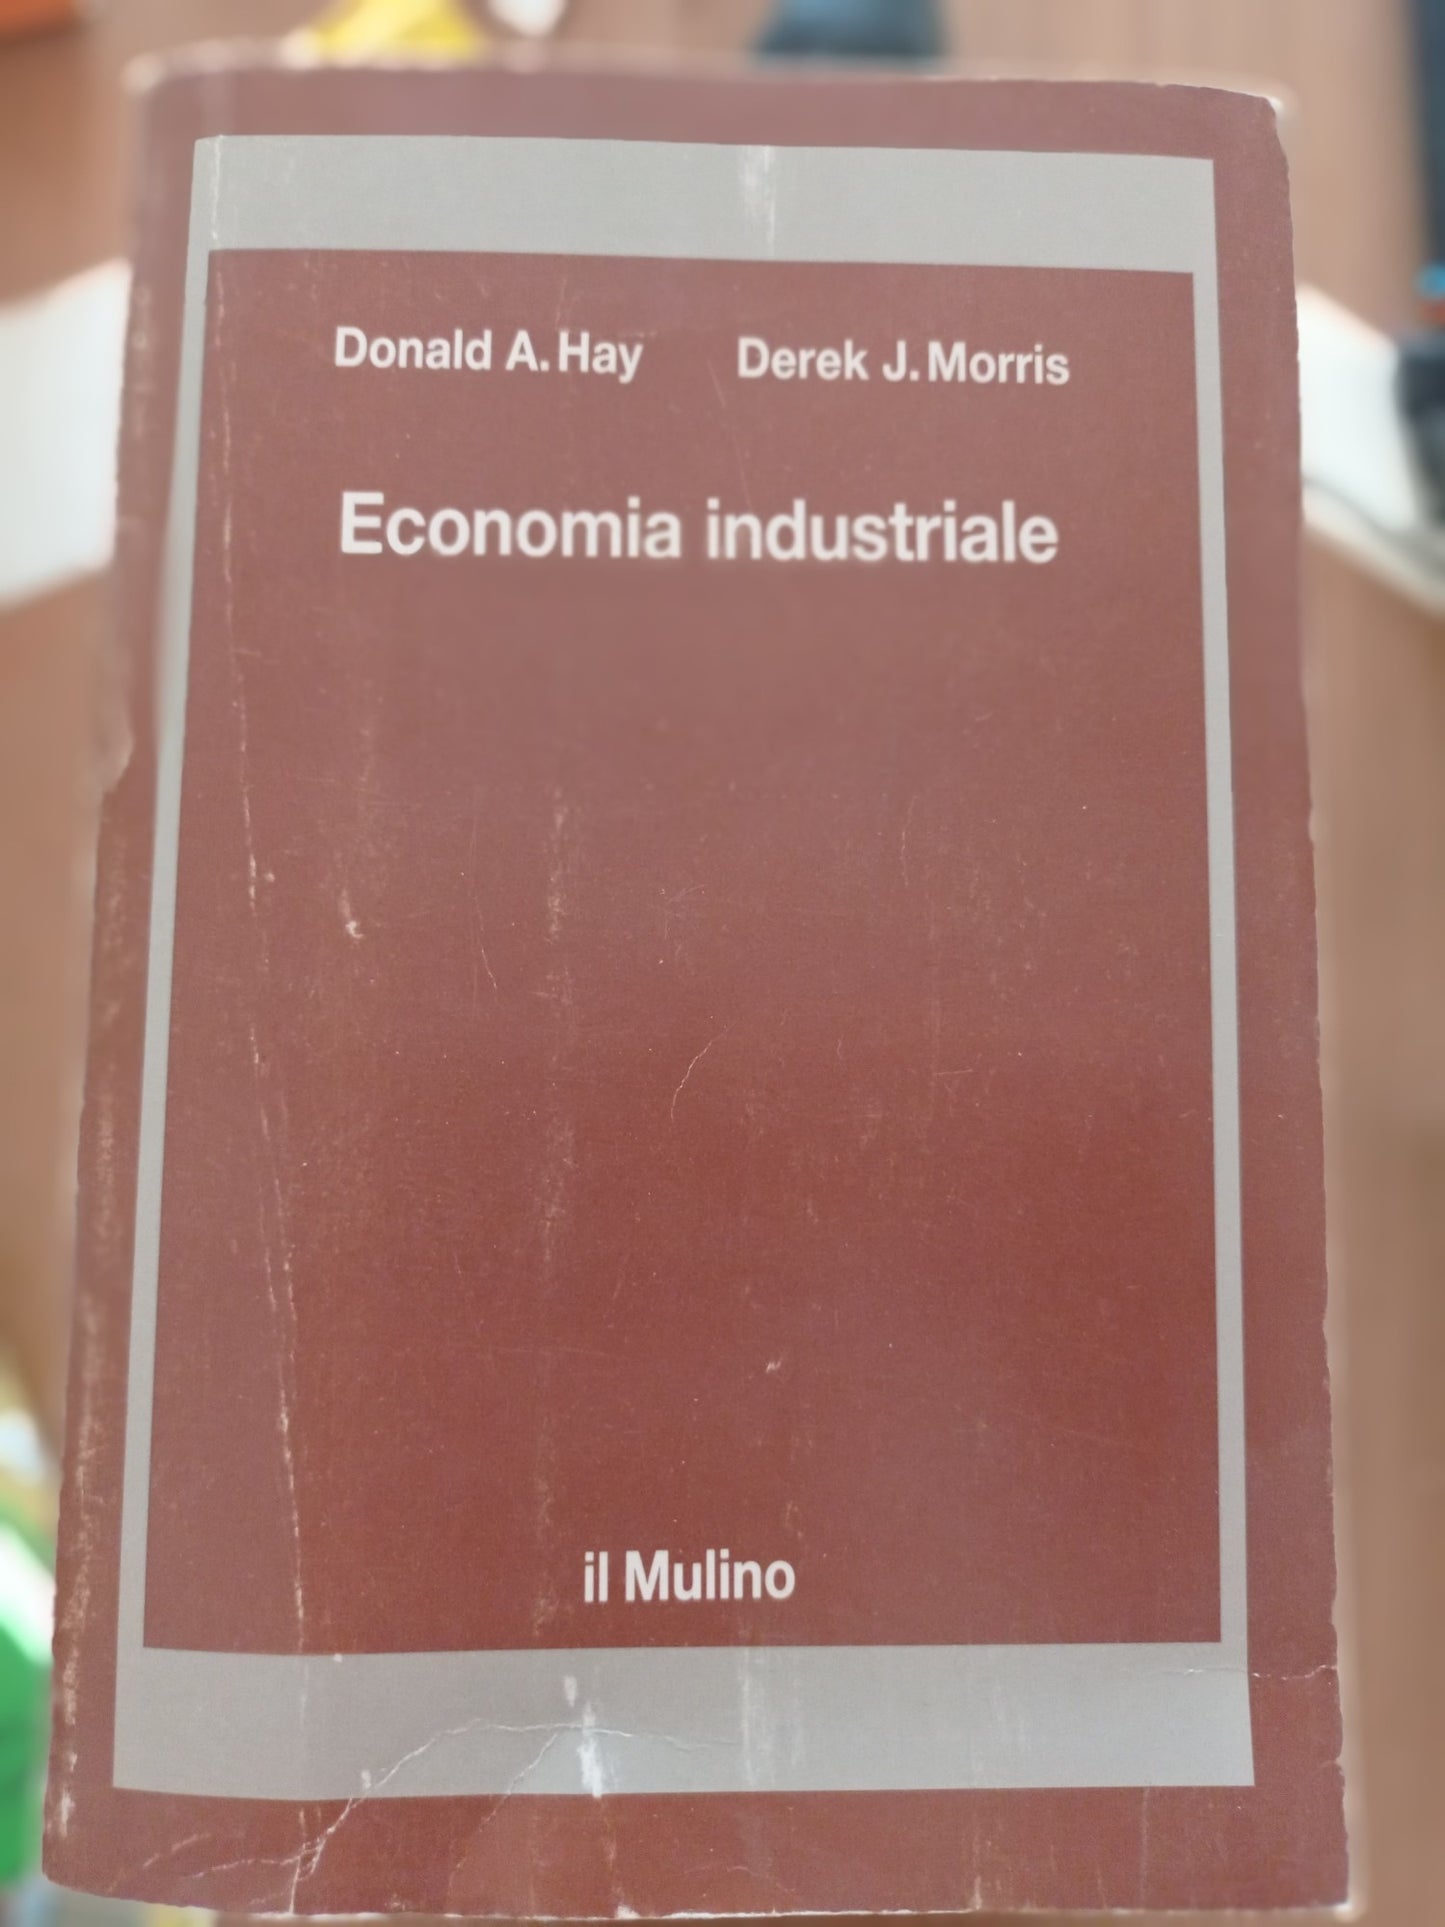 Donald A. Hay Derek J. Morris
Economia industriale
il Mulino